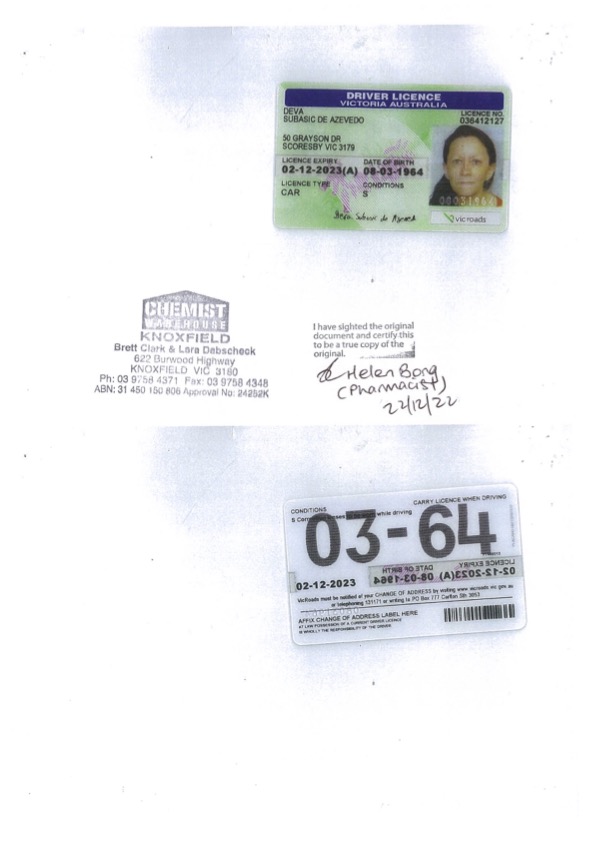 DRIVER LICENCE
VICTORIA AUSTRALIA
DEVA
SUBASIC DE AZEVEDO
LICENCE NO.
036412127
50 GRAYSON DR
SCORESBY VIC 3179
LICENCE EXPIRY DATE OF BIRTH
02-12-2023(A) 08-03-1964
LICENCE TYPE CONDITIONS
CAR S
Deva Subasic de Azevedo
vic roads
CHEMIST
WAREHOUSE
KNOXFIELD
Brett Clark & Lara Dabscheck
622 Burwood Highway
KNOXFIELD VIC 3180
Ph: 03 9758 4371 Fax: 03 9758 4348
ABN: 31 450 150 806 Approval No: 24252K
I have sighted the original
document and certify this
to be a true copy of the
original.
Helen Bong
(Pharmacist)
22/12/22
CONDITIONS
CARRY LICENCE WHEN DRIVING
S while driving
03-64
LICENCE EXPIRY DATE OF BIRTH
02-12-2023(A) 08-03-1964
02-12-2023
VicRoads must be notified of your CHANGE OF ADDRESS by visiting www.vicroads.vic.gov.au
or telephoning 131171 or writing to PO Box 777 Carlton Sth 3053
AFFIX CHANGE OF ADDRESS LABEL HERE
AT LAW POSSESSION OF A CURRENT DRIVER LICENCE
IS WHOLLY THE RESPONSIBILITY OF THE DRIVER